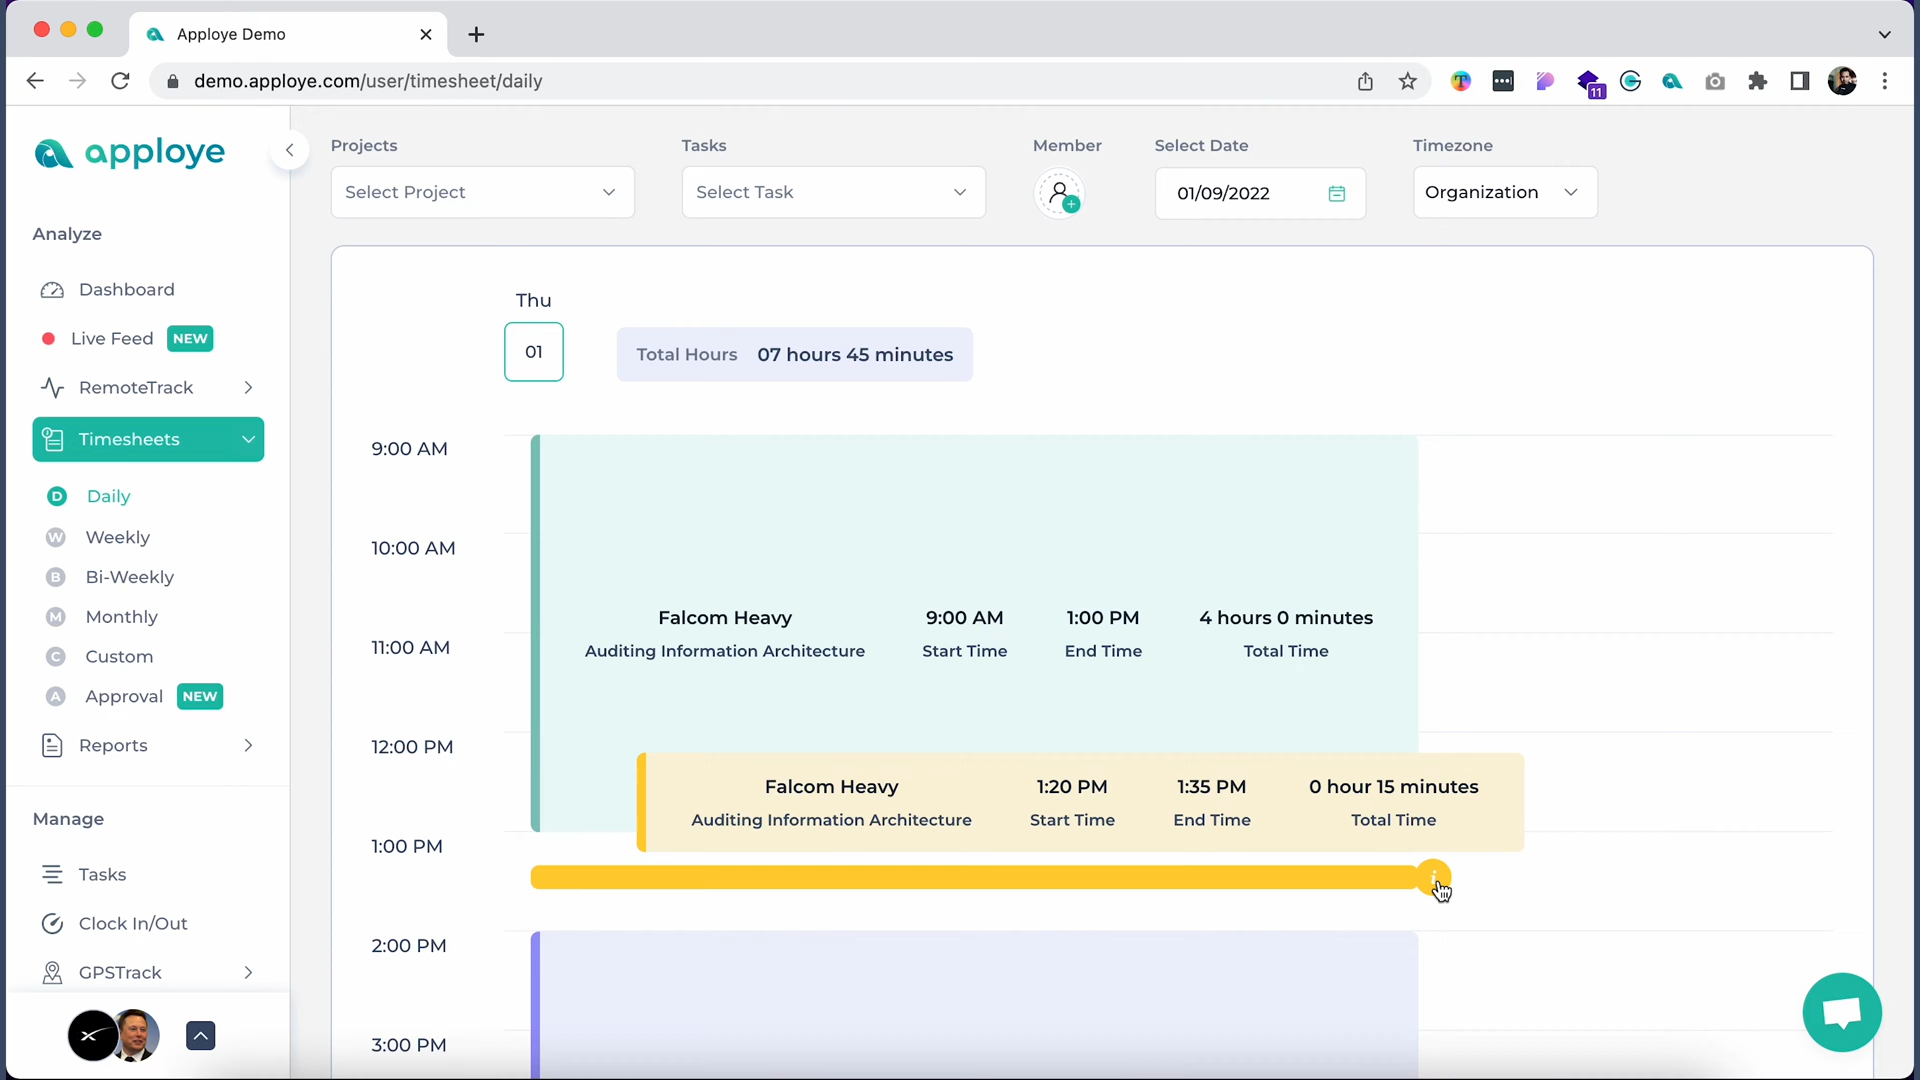 Apploye Demo
demo.apploye.com/user/timesheet/daily
11
apploye
Analyze
Dashboard
Live Feed NEW
RemoteTrack
Timesheets
D Daily
W Weekly
B Bi-Weekly
M Monthly
C Custom
A Approval NEW
Reports
Manage
Tasks
Clock In/Out
GPSTrack
Projects
Select Project
Tasks
Select Task
Member
Select Date
01/09/2022
Timezone
Organization
Thu
01
Total Hours 07 hours 45 minutes
9:00 AM
10:00 AM
11:00 AM
12:00 PM
1:00 PM
2:00 PM
3:00 PM
Falcom Heavy 9:00 AM 1:00 PM 4 hours 0 minutes
Auditing Information Architecture Start Time End Time Total Time
Falcom Heavy 1:20 PM 1:35 PM 0 hour 15 minutes
Auditing Information Architecture Start Time End Time Total Time
i